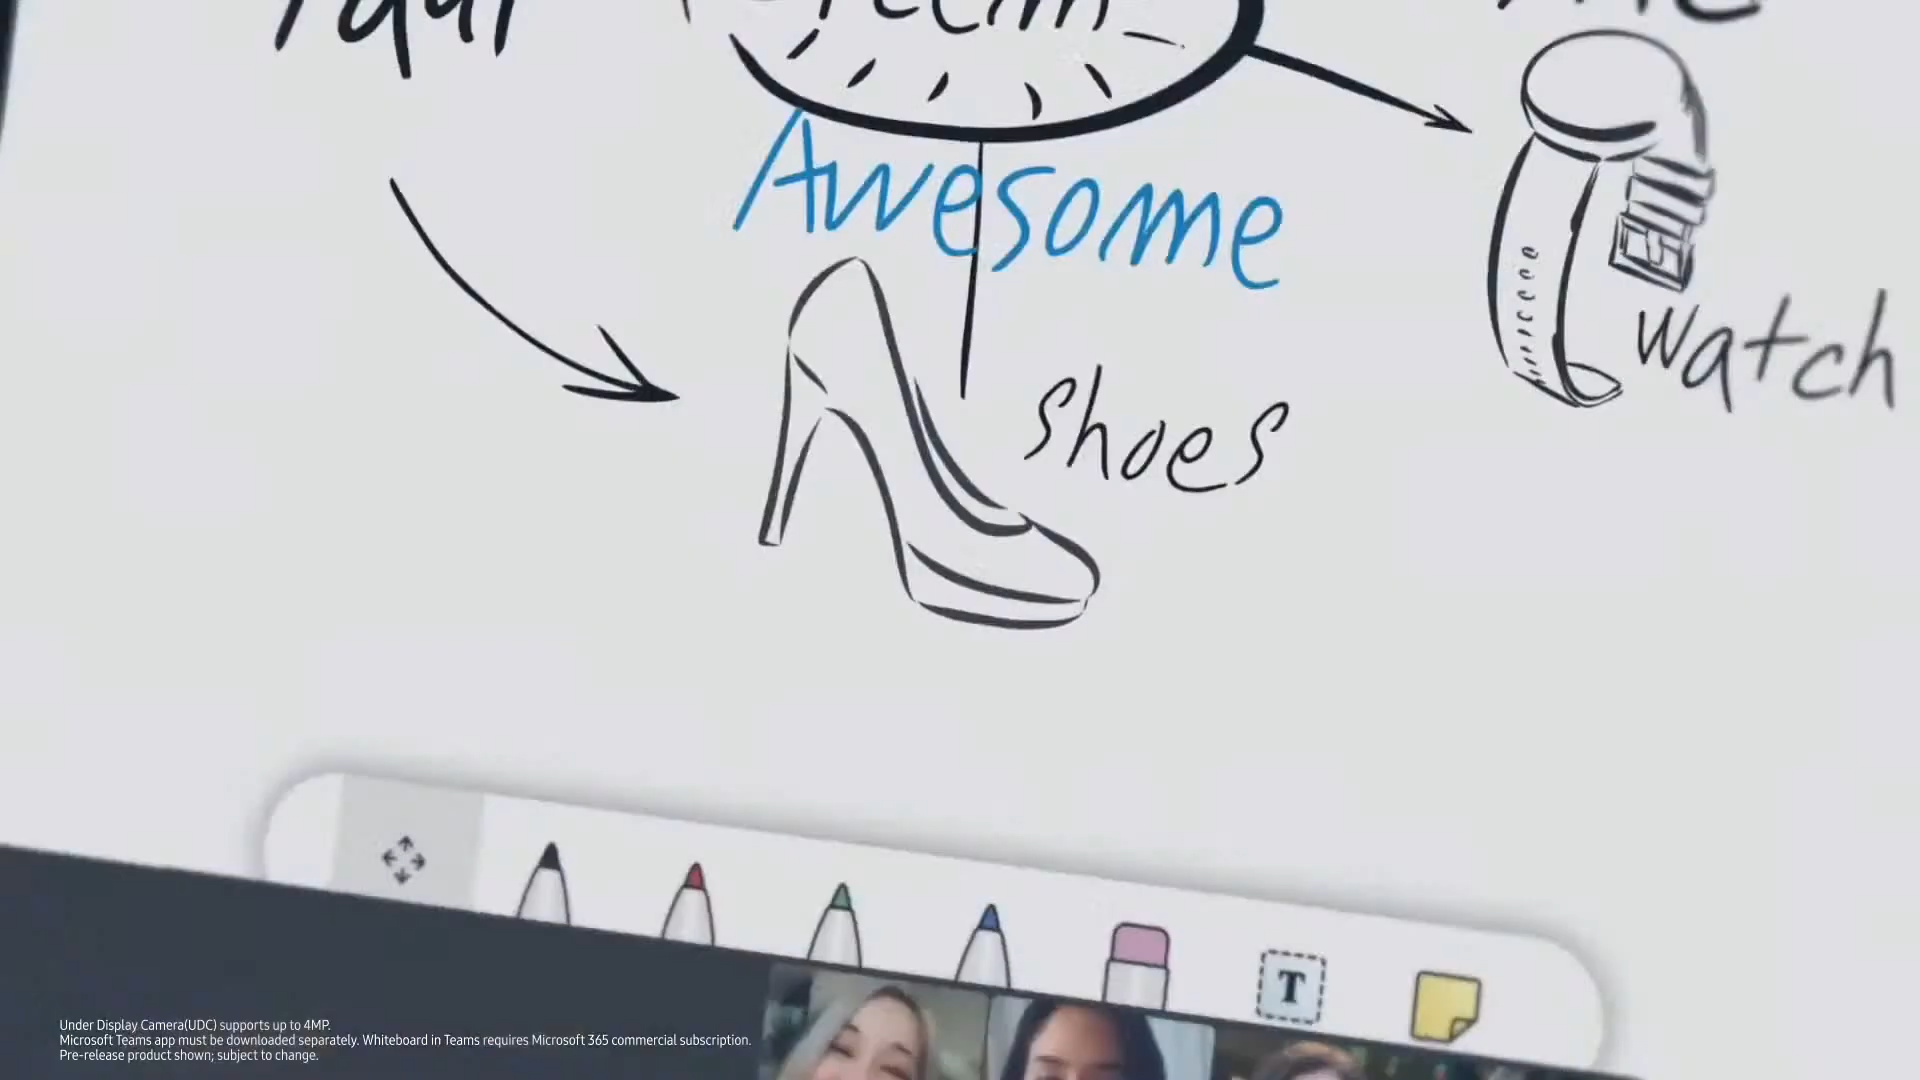 Awesome
shoes
watch
T
Under Display Camera(UDC) supports up to 4MP.
Microsoft Teams app must be downloaded separately. Whiteboard in Teams requires Microsoft 365 commercial subscription.
Pre-release product shown; subject to change.